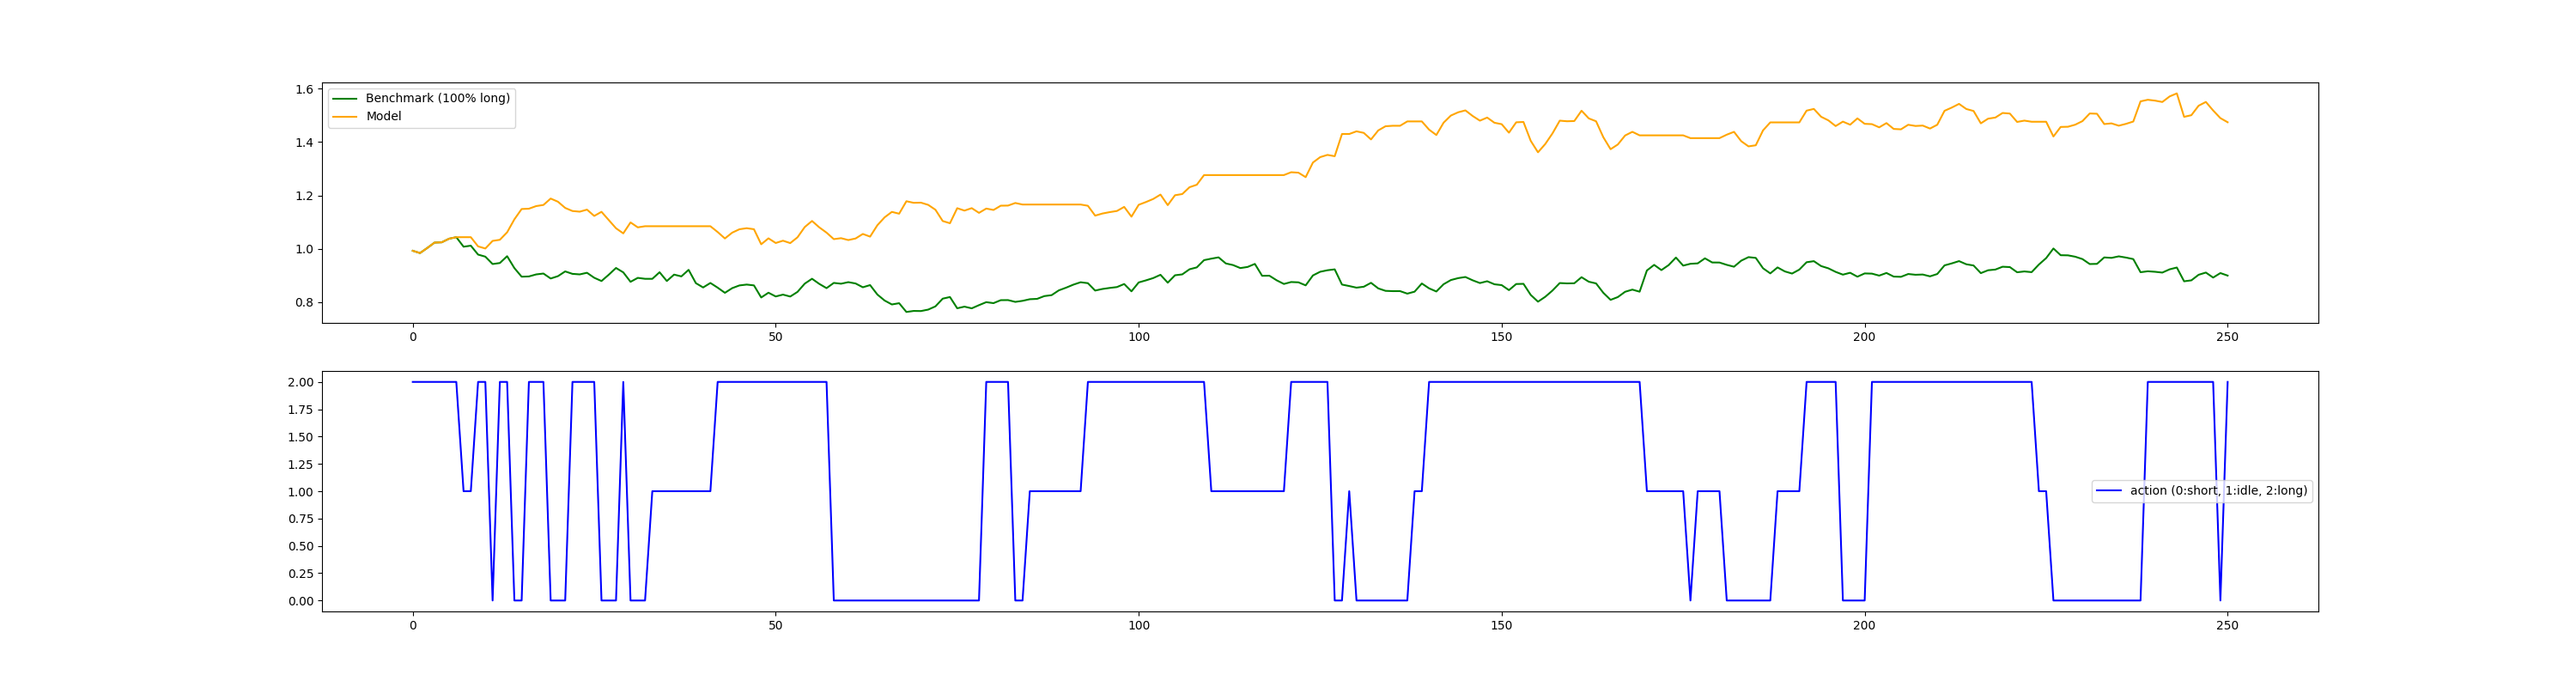 1.6
Benchmark (100% long)
Model
1.4
1.2
1.0
0.8
0 50 100 150 200 250
2.00
1.75
1.50
1.25
1.00
action (0:short, 1:idle, 2:long)
0.75
0.50
0.25
0.00
0 50 100 150 200 250